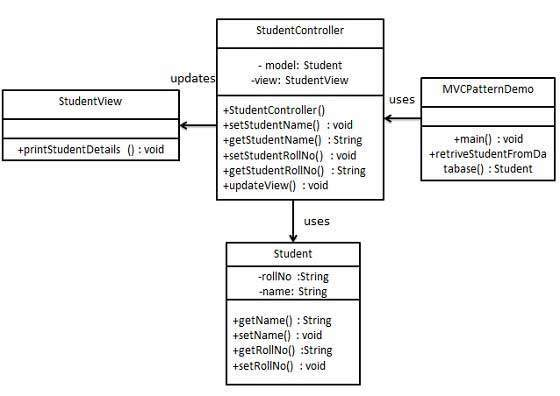 StudentController
- model: Student
-view: StudentView
+StudentController()
+setStudentName() : void
+getStudentName() : String
+setStudentRollNo() : void
+getStudentRollNo() : String
+updateView() : void
updates
uses
StudentView
+printStudentDetails () : void
MVCPatternDemo
+main() : void
+retriveStudentFromDa
tabase() : Student
uses
Student
-rollNo :String
-name: String
+getName() : String
+setName() : void
+getRollNo() :String
+setRollNo() : void